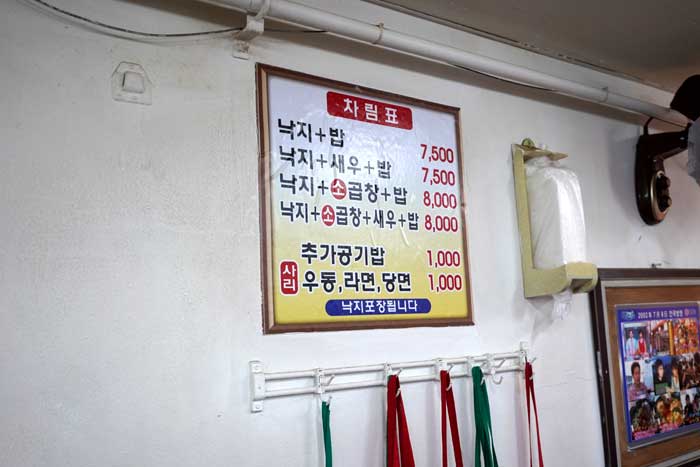 차림표
낙지+밥 7,500
낙지+새우+밥 7,500
낙지+소곱창+밥 8,000
낙지+소곱창+새우+밥 8,000
추가공기밥 1,000
사리 우동,라면,당면 1,000
낙지포장됩니다